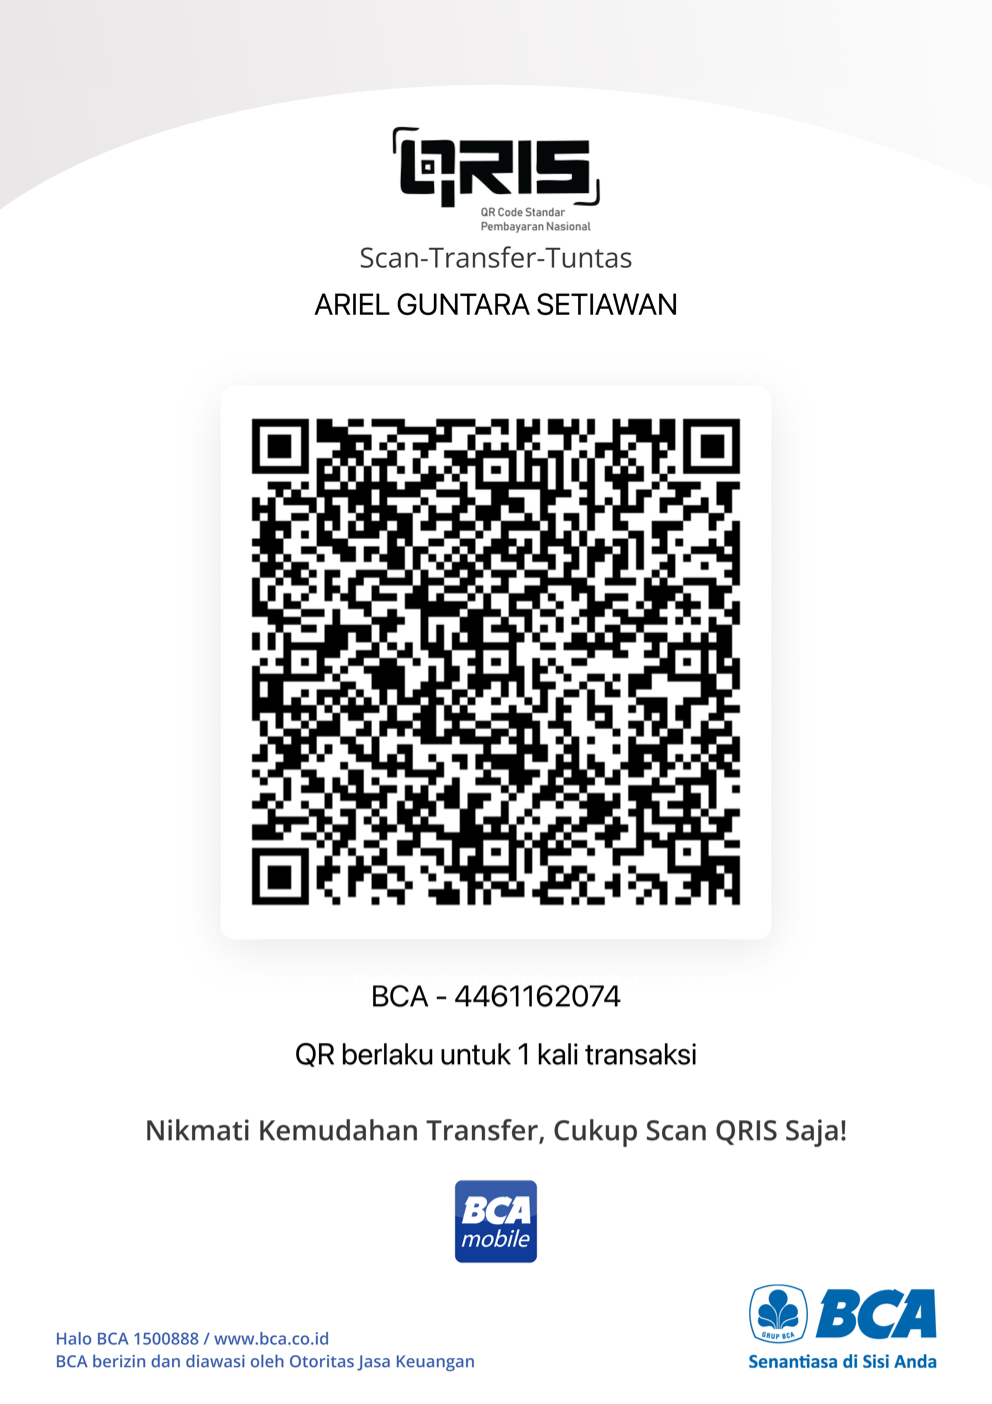 QRIS
QR Code Standar
Pembayaran Nasional
Scan-Transfer-Tuntas
ARIEL GUNTARA SETIAWAN
BCA - 4461162074
QR berlaku untuk 1 kali transaksi
Nikmati Kemudahan Transfer, Cukup Scan QRIS Saja!
BCA
mobile
GRUP BCA
BCA
Senantiasa di Sisi Anda
Halo BCA 1500888 / www.bca.co.id
BCA berizin dan diawasi oleh Otoritas Jasa Keuangan